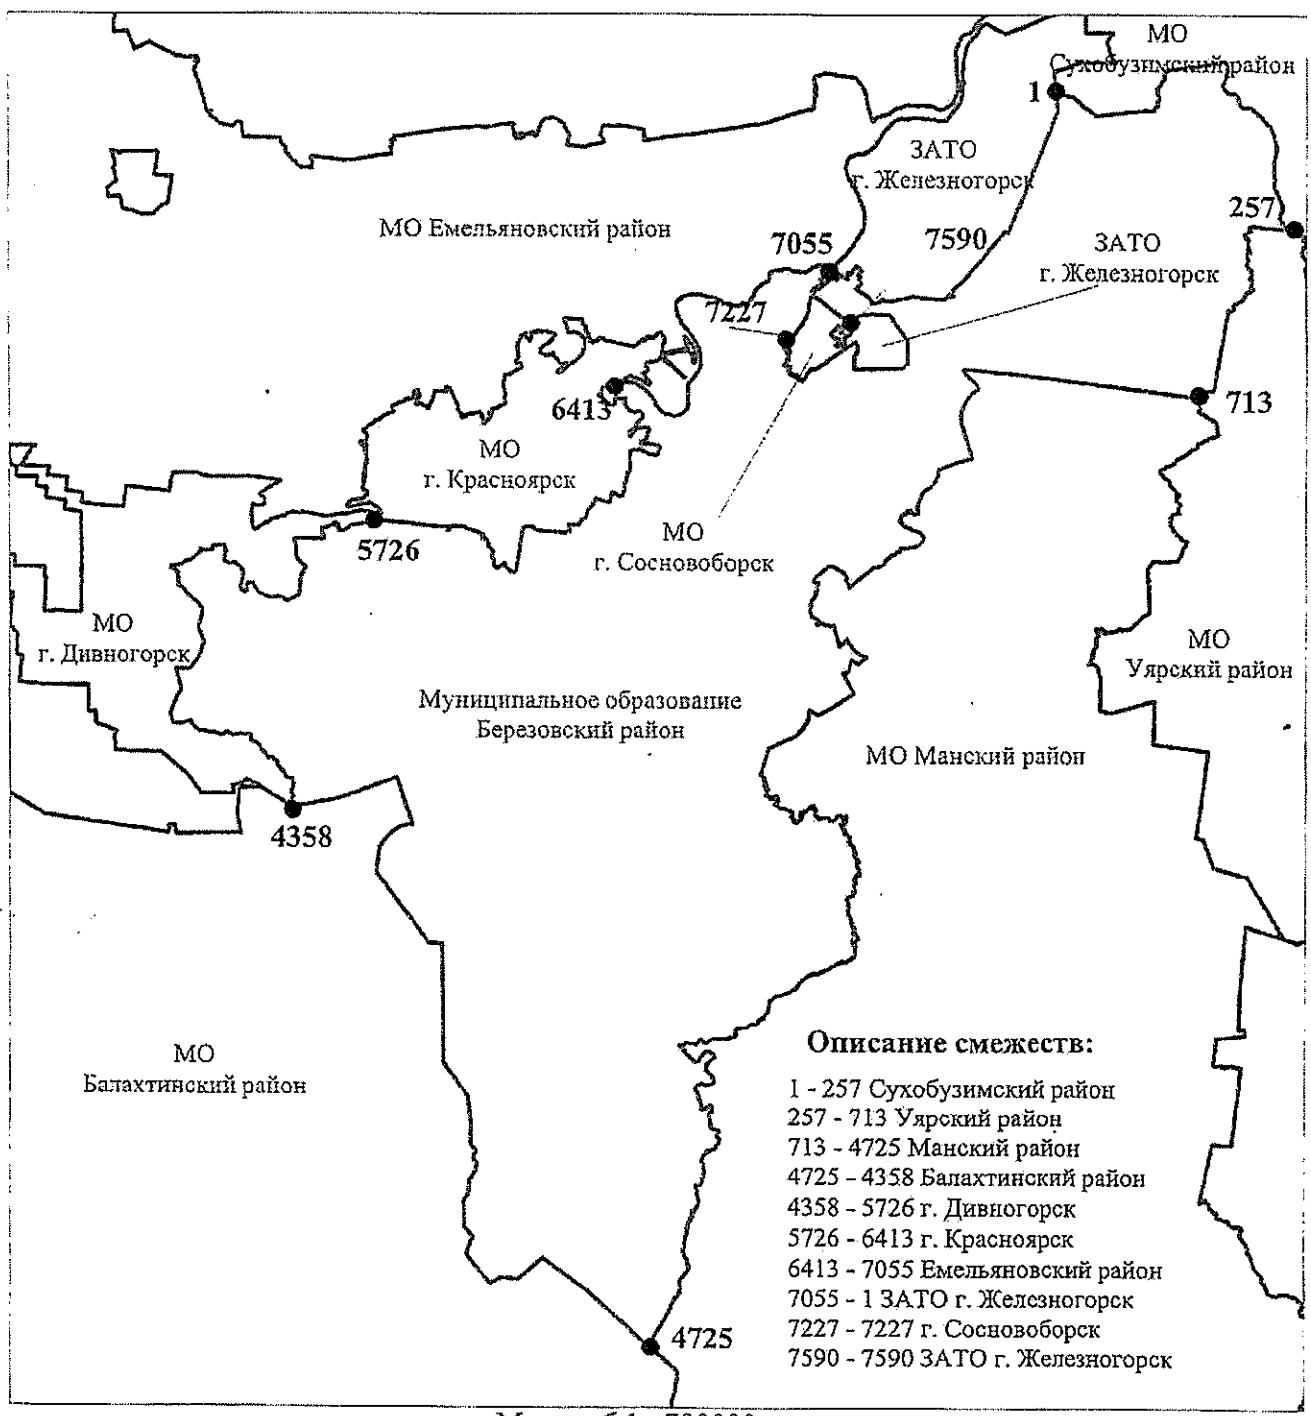 МО
Сухобузимский район
1
ЗАТО
г. Железногорск
257
МО Емельяновский район
7055
7590
ЗАТО
г. Железногорск
7227
6413
713
МО
г. Красноярск
5726
МО
г. Сосновоборск
МО
г. Дивногорск
МО
Уярский район
Муниципальное образование
Березовский район
МО Манский район
4358
МО
Балахтинский район
Описание смежеств:
1 - 257 Сухобузимский район
257 - 713 Уярский район
713 - 4725 Манский район
4725 - 4358 Балахтинский район
4358 - 5726 г. Дивногорск
5726 - 6413 г. Красноярск
6413 - 7055 Емельяновский район
7055 - 1 ЗАТО г. Железногорск
7227 - 7227 г. Сосновоборск
7590 - 7590 ЗАТО г. Железногорск
4725